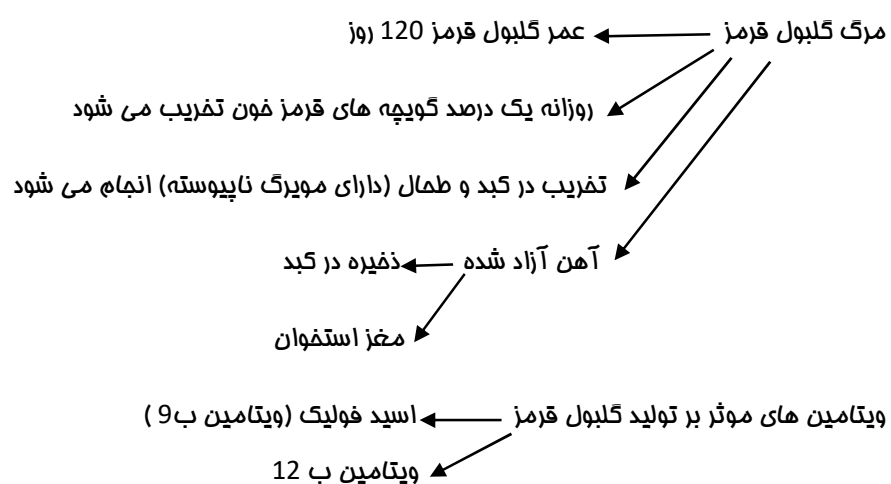 مرگ گلبول قرمز عمر گلبول قرمز 120 روز
روزانه یک درصد گویچه های قرمز خون تخریب می شود
تخریب در کبد و طحال (دارای مویرگ ناپیوسته) انجام می شود
آهن آزاد شده ذخیره در کبد
مغز استخوان
ویتامین های موثر بر تولید گلبول قرمز اسید فولیک (ویتامین ب9 )
ویتامین ب 12